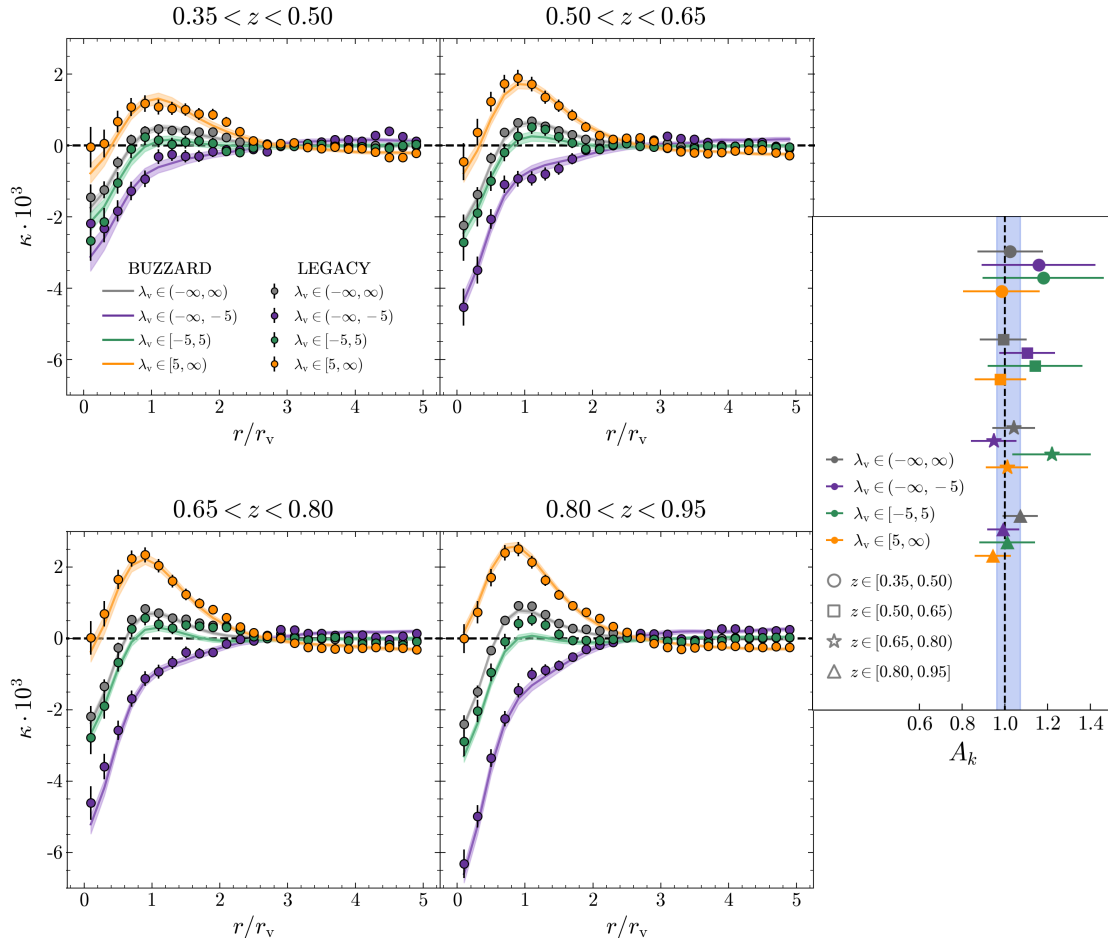 0.35 < z < 0.50
0.50 < z < 0.65
κ · 10³
2
0
-2
-4
-6
BUZZARD
LEGACY
λᵥ ∈ (−∞, ∞)
λᵥ ∈ (−∞, −5)
λᵥ ∈ [−5, 5)
λᵥ ∈ [5, ∞)
λᵥ ∈ (−∞, ∞)
λᵥ ∈ (−∞, −5)
λᵥ ∈ [−5, 5)
λᵥ ∈ [5, ∞)
0 1 2 3 4 5
0 1 2 3 4 5
r/rᵥ
r/rᵥ
0.65 < z < 0.80
0.80 < z < 0.95
κ · 10³
2
0
-2
-4
-6
0 1 2 3 4 5
0 1 2 3 4 5
r/rᵥ
r/rᵥ
λᵥ ∈ (−∞, ∞)
λᵥ ∈ (−∞, −5)
λᵥ ∈ [−5, 5)
λᵥ ∈ [5, ∞)
z ∈ [0.35, 0.50)
z ∈ [0.50, 0.65)
z ∈ [0.65, 0.80)
z ∈ [0.80, 0.95]
0.6 0.8 1.0 1.2 1.4
Aₖ